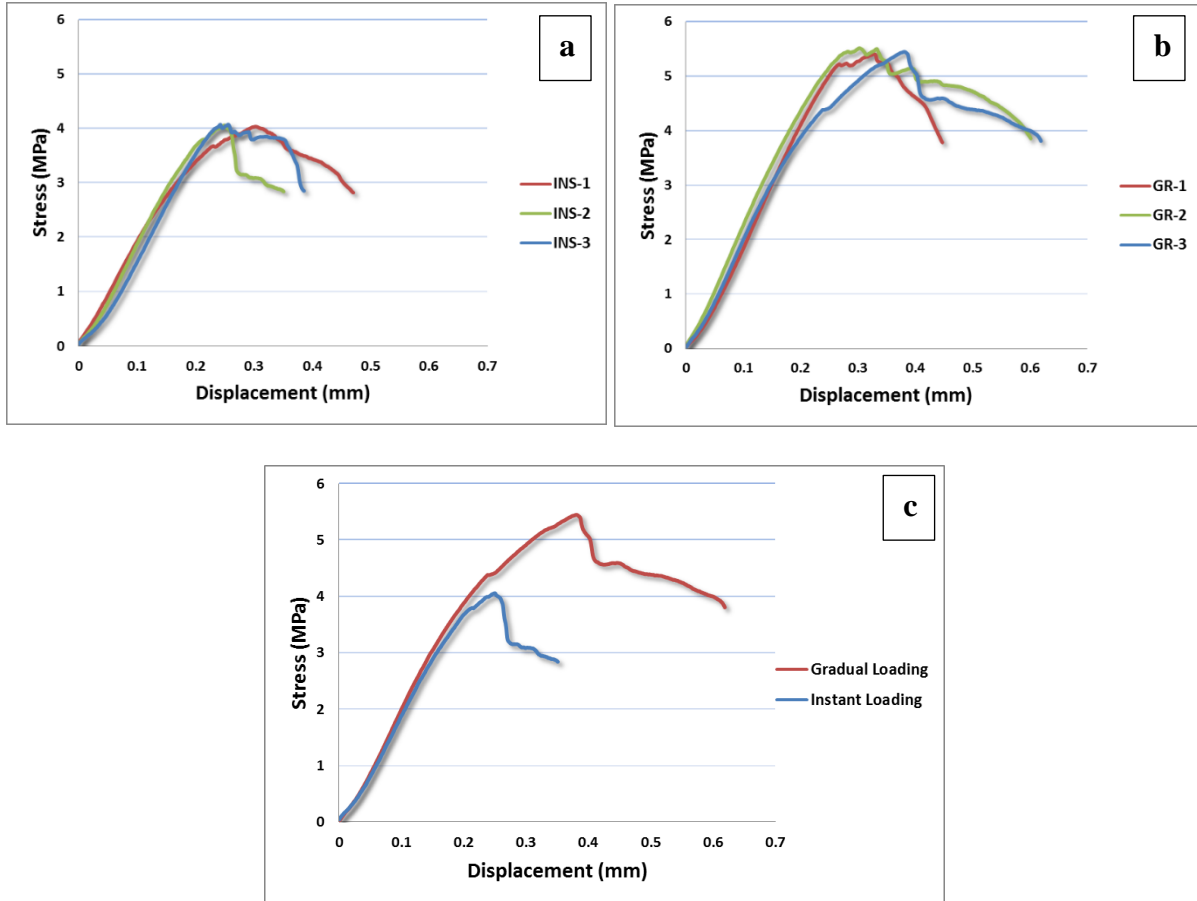 a
6
5
4
3
2
1
0
Stress (MPa)
0 0.1 0.2 0.3 0.4 0.5 0.6 0.7
Displacement (mm)
INS-1
INS-2
INS-3
b
6
5
4
3
2
1
0
Stress (MPa)
0 0.1 0.2 0.3 0.4 0.5 0.6 0.7
Displacement (mm)
GR-1
GR-2
GR-3
c
6
5
4
3
2
1
0
Stress (MPa)
0 0.1 0.2 0.3 0.4 0.5 0.6 0.7
Displacement (mm)
Gradual Loading
Instant Loading